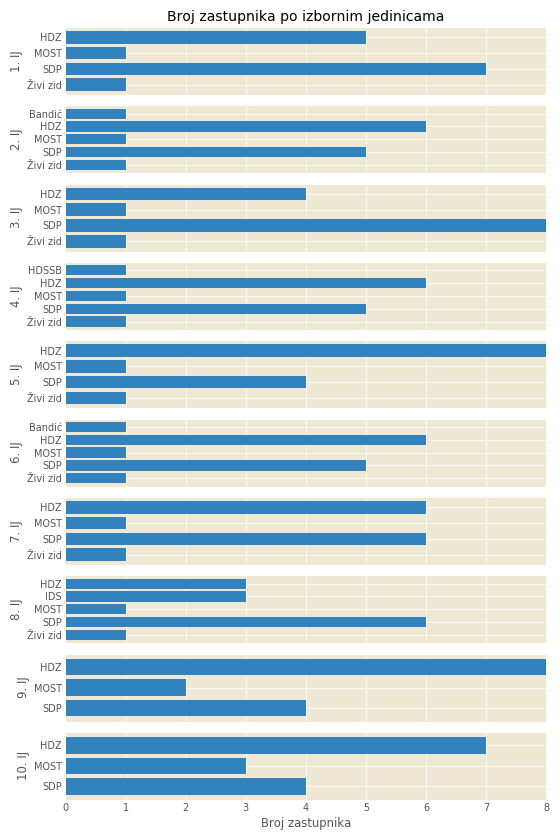 Broj zastupnika po izbornim jedinicama
1. IJ
HDZ
MOST
SDP
Živi zid
2. IJ
Bandić
HDZ
MOST
SDP
Živi zid
3. IJ
HDZ
MOST
SDP
Živi zid
4. IJ
HDSSB
HDZ
MOST
SDP
Živi zid
5. IJ
HDZ
MOST
SDP
Živi zid
6. IJ
Bandić
HDZ
MOST
SDP
Živi zid
7. IJ
HDZ
MOST
SDP
Živi zid
8. IJ
HDZ
IDS
MOST
SDP
Živi zid
9. IJ
HDZ
MOST
SDP
10. IJ
HDZ
MOST
SDP
0 1 2 3 4 5 6 7 8
Broj zastupnika